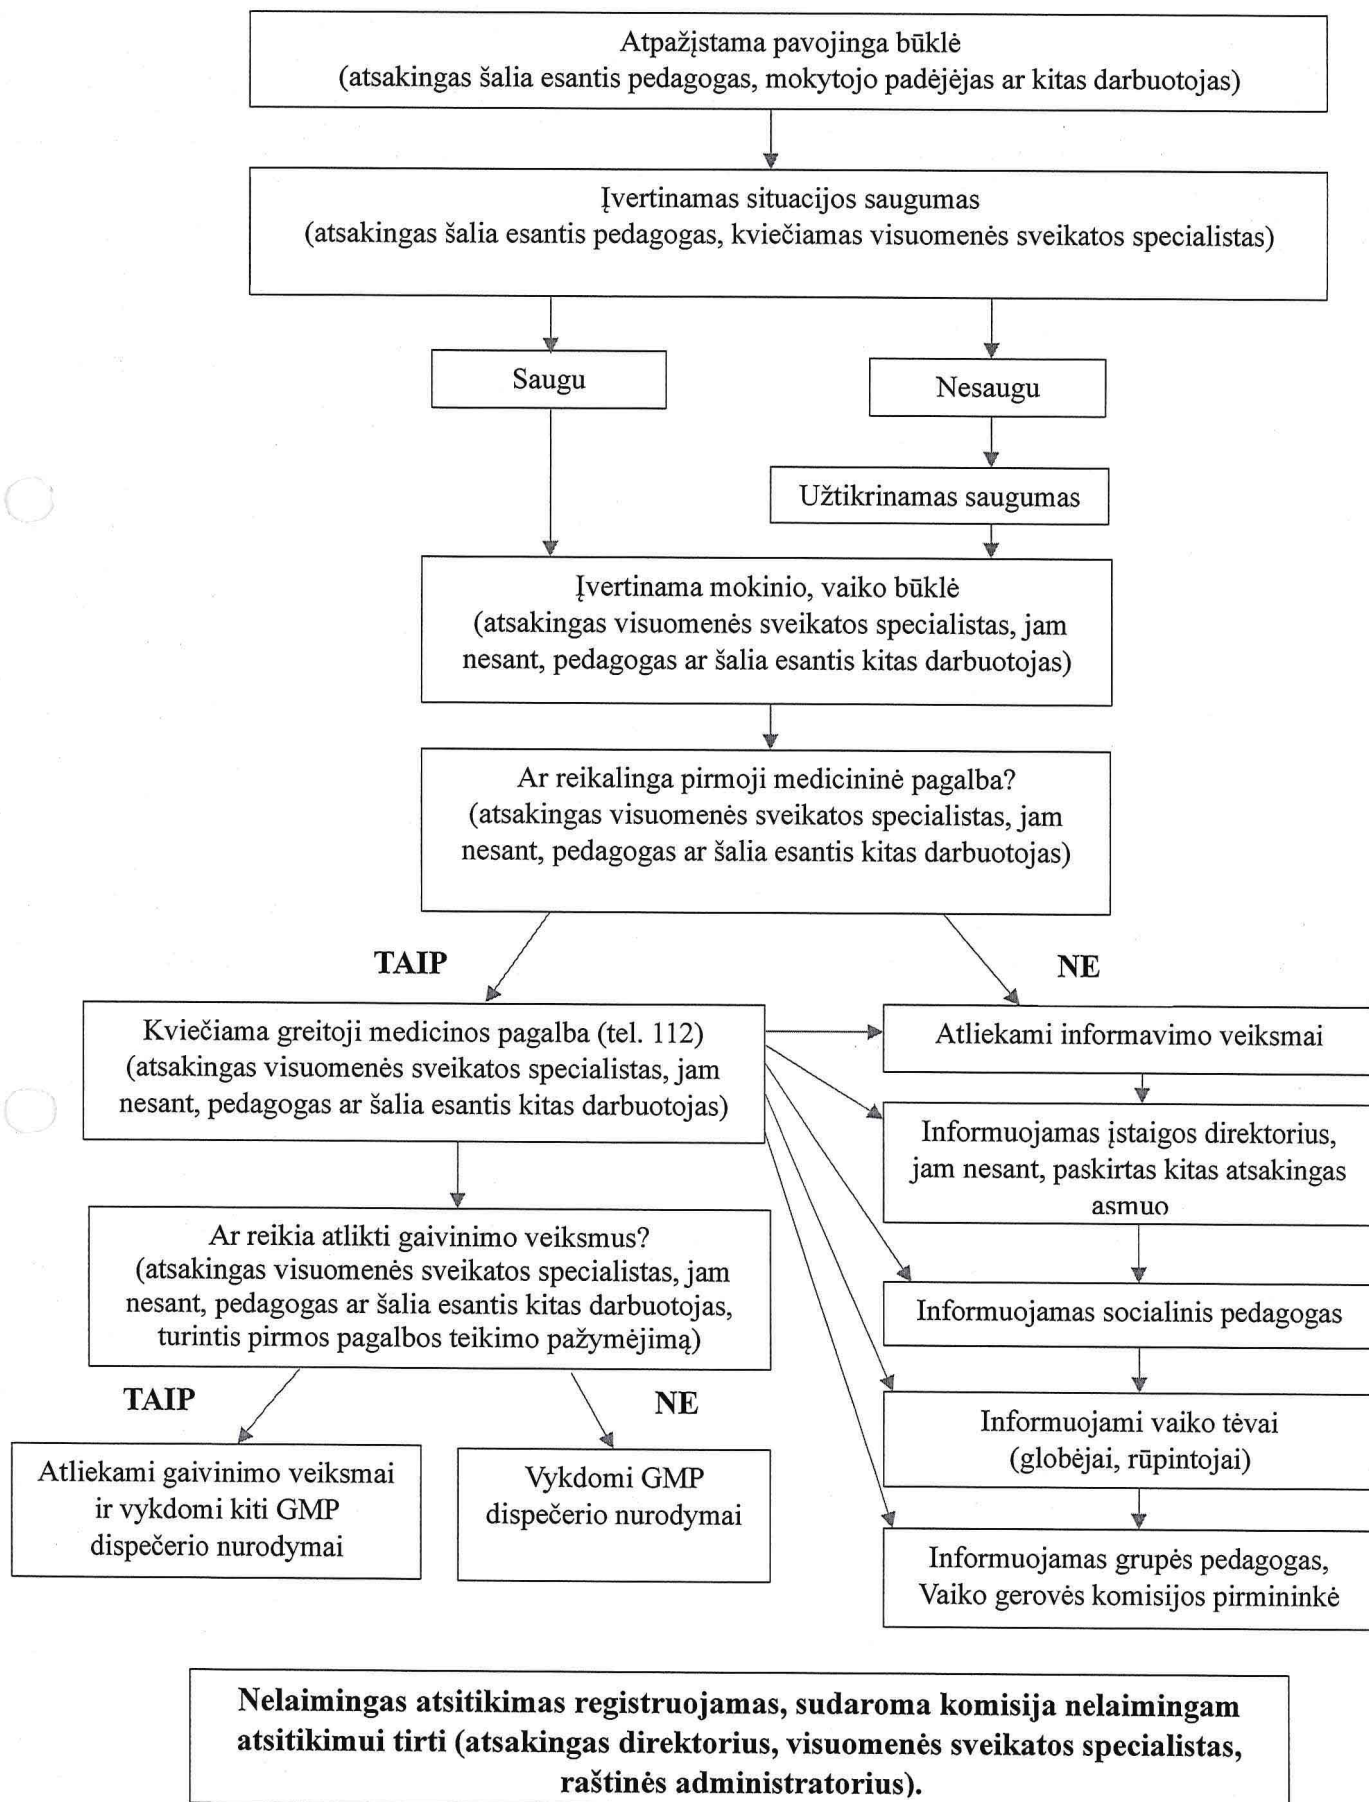 Atpažįstama pavojinga būklė
(atsakingas šalia esantis pedagogas, mokytojo padėjėjas ar kitas darbuotojas)
Įvertinamas situacijos saugumas
(atsakingas šalia esantis pedagogas, kviečiamas visuomenės sveikatos specialistas)
Saugu
Nesaugu
Užtikrinamas saugumas
Įvertinama mokinio, vaiko būklė
(atsakingas visuomenės sveikatos specialistas, jam
nesant, pedagogas ar šalia esantis kitas darbuotojas)
Ar reikalinga pirmoji medicininė pagalba?
(atsakingas visuomenės sveikatos specialistas, jam
nesant, pedagogas ar šalia esantis kitas darbuotojas)
TAIP
NE
Kviečiama greitoji medicinos pagalba (tel. 112)
(atsakingas visuomenės sveikatos specialistas, jam
nesant, pedagogas ar šalia esantis kitas darbuotojas)
Atliekami informavimo veiksmai
Informuojamas įstaigos direktorius,
jam nesant, paskirtas kitas atsakingas
asmuo
Ar reikia atlikti gaivinimo veiksmus?
(atsakingas visuomenės sveikatos specialistas, jam
nesant, pedagogas ar šalia esantis kitas darbuotojas,
turintis pirmos pagalbos teikimo pažymėjimą)
Informuojamas socialinis pedagogas
TAIP
NE
Informuojami vaiko tėvai
(globėjai, rūpintojai)
Atliekami gaivinimo veiksmai
ir vykdomi kiti GMP
dispečerio nurodymai
Vykdomi GMP
dispečerio nurodymai
Informuojamas grupės pedagogas,
Vaiko gerovės komisijos pirmininkė
Nelaimingas atsitikimas registruojamas, sudaroma komisija nelaimingam
atsitikimui tirti (atsakingas direktorius, visuomenės sveikatos specialistas,
raštinės administratorius).